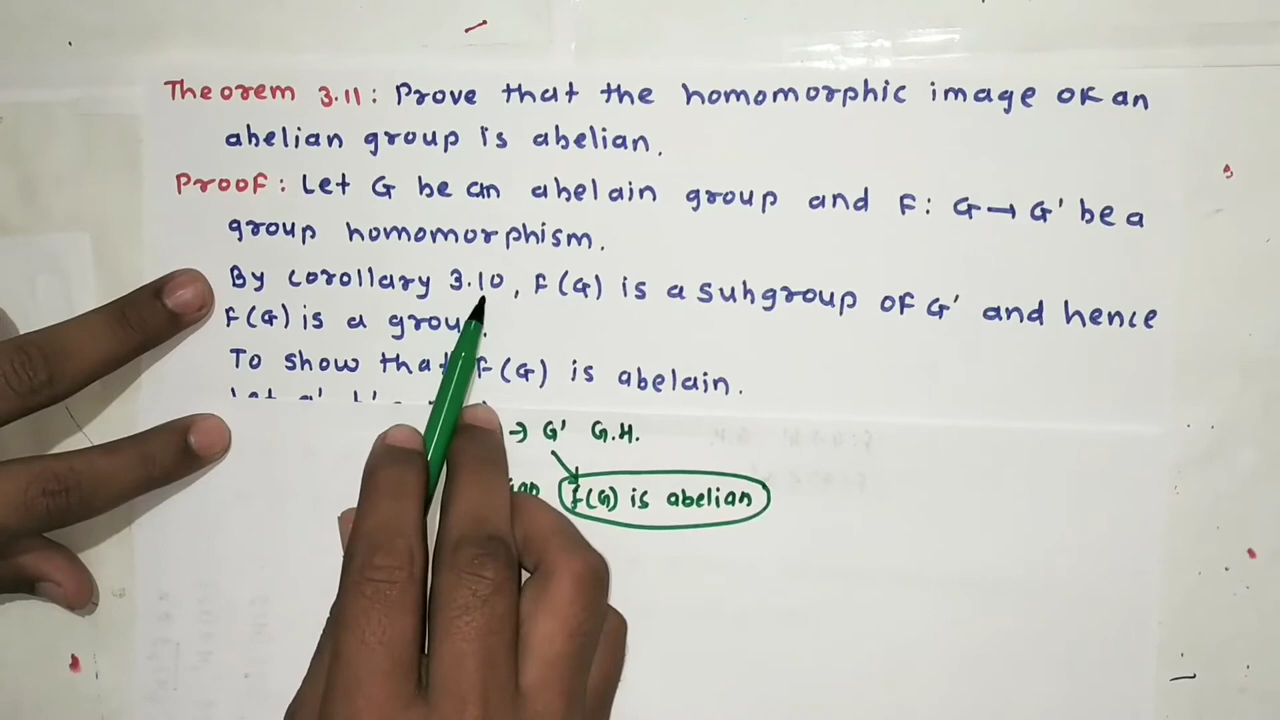 Theorem 3.11: Prove that the homomorphic image of an
abelian group is abelian.
Proof: Let G be an abelain group and f: G→G' be a
group homomorphism.
By corollary 3.10, f(G) is a subgroup of G' and hence
f(G) is a group.
To show that f(G) is abelain.
→ G' G.H.
f(G) is abelian